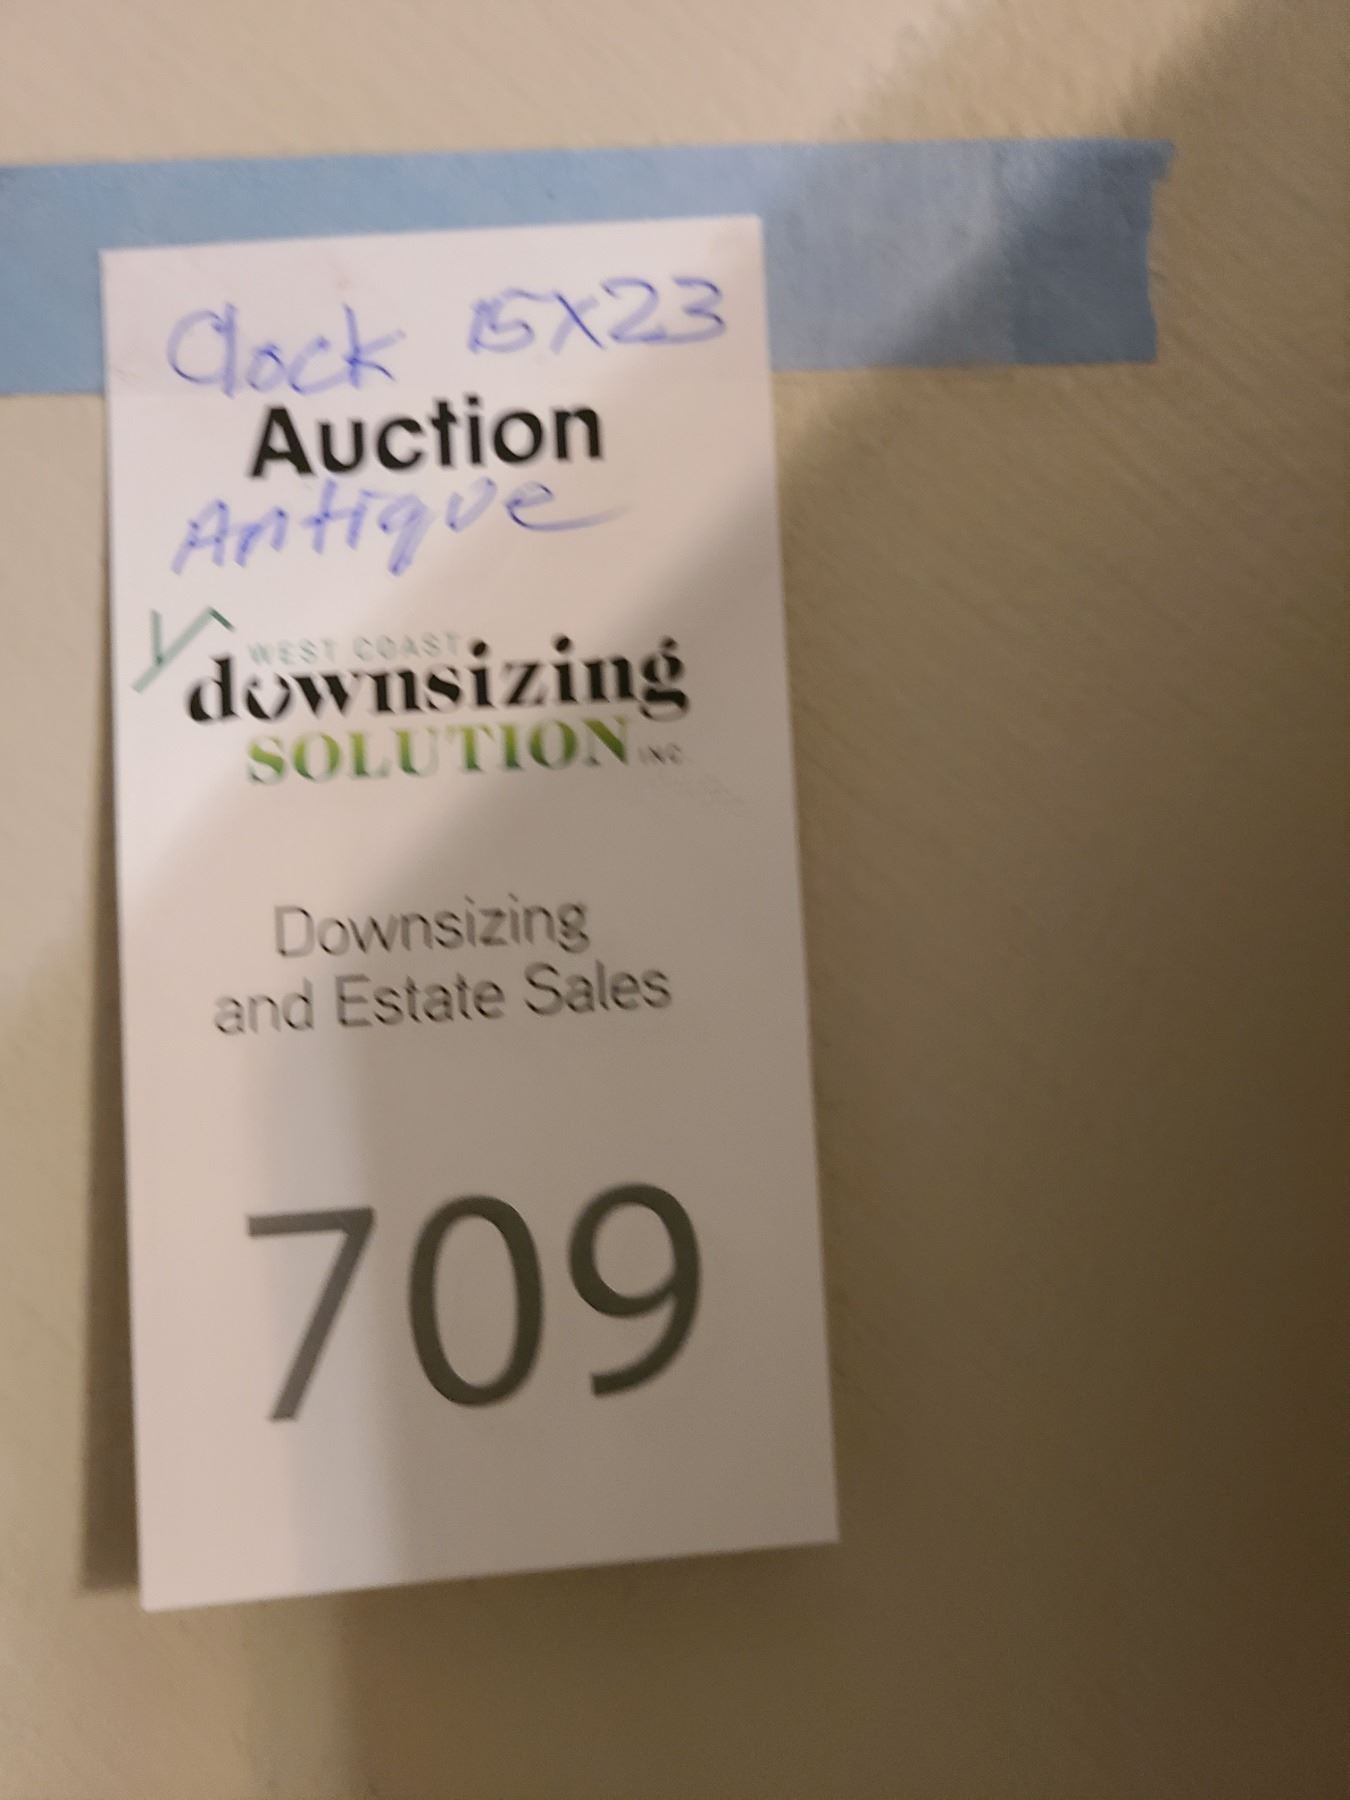 Clock 15X23
Auction
Antique
WEST COAST
downsizing
SOLUTION INC.
Downsizing
and Estate Sales
709